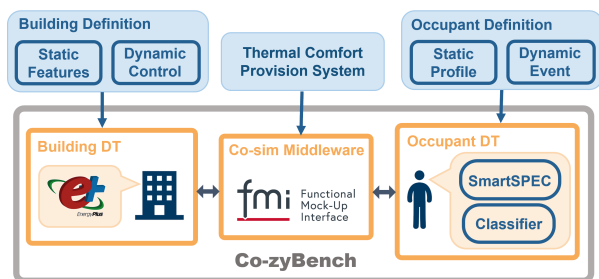 Building Definition
Static
Features
Dynamic
Control
Thermal Comfort
Provision System
Occupant Definition
Static
Profile
Dynamic
Event
Building DT
e+
EnergyPlus
Co-sim Middleware
fmi
Functional
Mock-Up
Interface
Occupant DT
SmartSPEC
Classifier
Co-zyBench